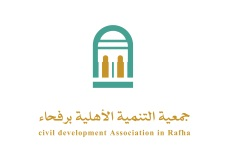 جمعية التنمية الأهلية برفحاء
civil development Association in Rafha